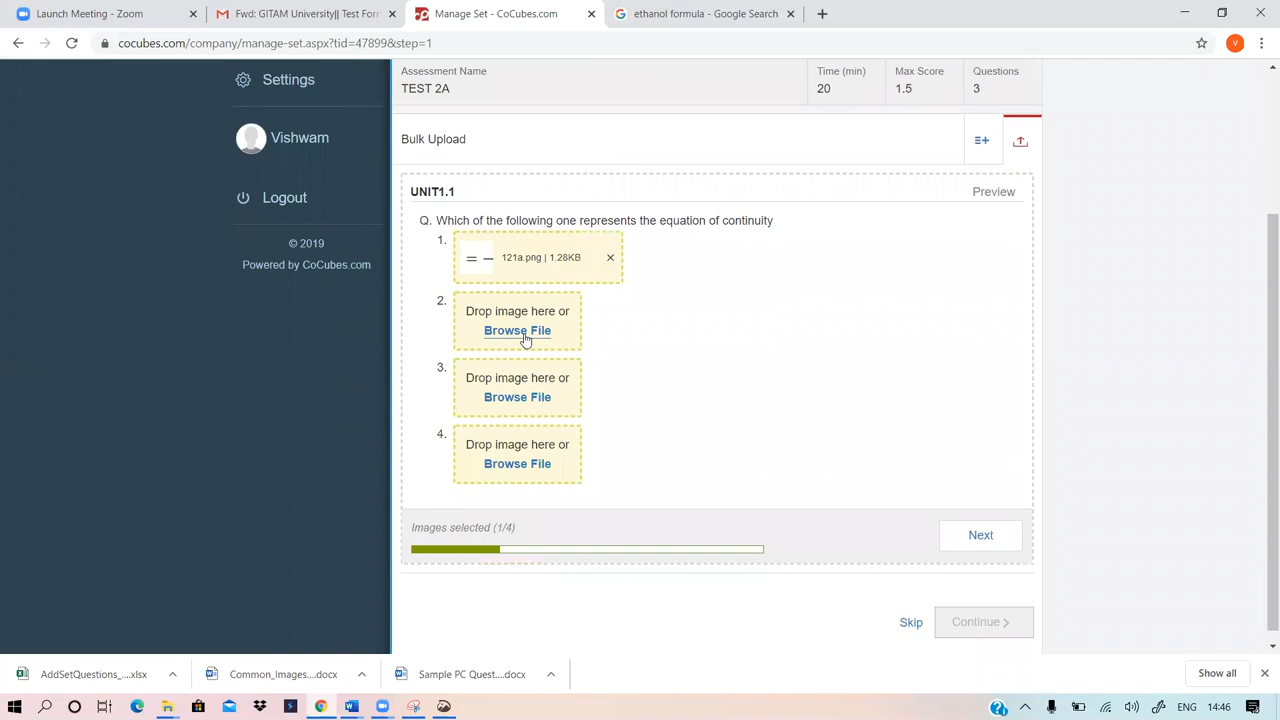 Launch Meeting - Zoom
Fwd: GITAM University|| Test For
Manage Set - CoCubes.com
ethanol formula - Google Search
cocubes.com/company/manage-set.aspx?tid=47899&step=1
V
Settings
Vishwam
Logout
© 2019
Powered by CoCubes.com
Assessment Name
TEST 2A
Time (min)
20
Max Score
1.5
Questions
3
Bulk Upload
UNIT1.1
Preview
Q. Which of the following one represents the equation of continuity
1.
121a.png | 1.28KB
2.
Drop image here or
Browse File
3.
Drop image here or
Browse File
4.
Drop image here or
Browse File
Images selected (1/4)
Next
Skip
Continue
AddSetQuestions_....xlsx
Common_Images....docx
Sample PC Quest....docx
Show all
ENG
14:46